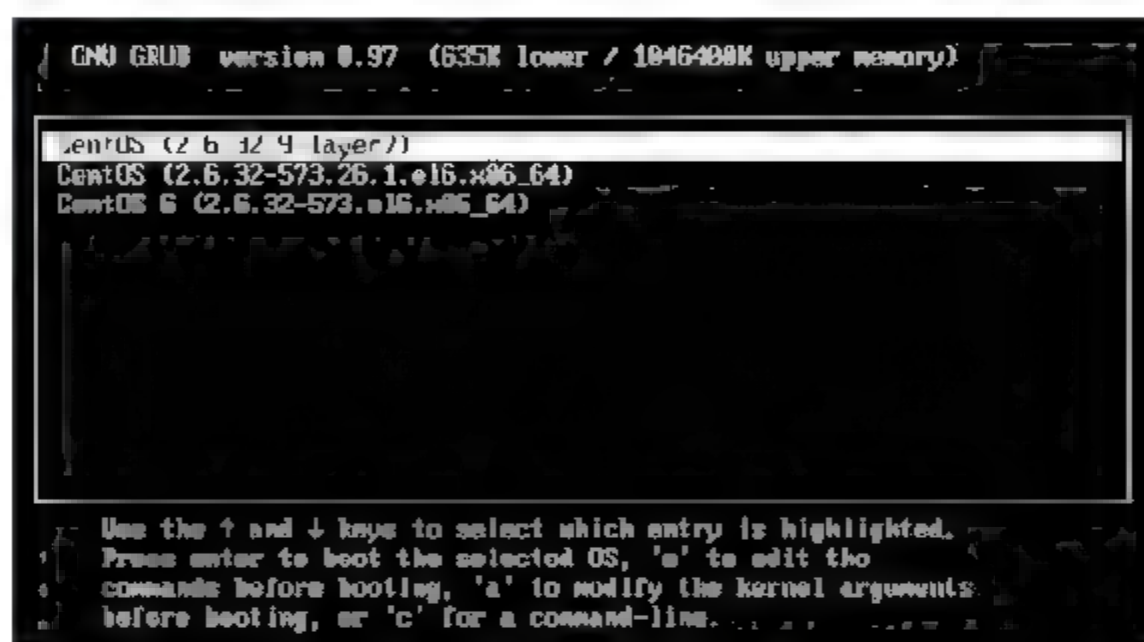 GNU GRUB version 0.97 (635K lower / 1046400K upper memory)
CentOS (2.6.32
CentOS (2.6.32-573.26.1.el6.x86_64)
CentOS 6 (2.6.32-573.el6.x86_64)
Use the ↑ and ↓ keys to select which entry is highlighted.
Press enter to boot the selected OS, 'e' to edit the
commands before booting, 'a' to modify the kernel arguments
before booting, or 'c' for a command-line.